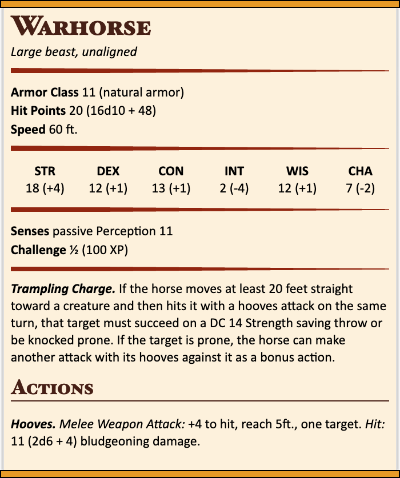 Warhorse
Large beast, unaligned
Armor Class 11 (natural armor)
Hit Points 20 (16d10 + 48)
Speed 60 ft.
STR DEX CON INT WIS CHA
18 (+4) 12 (+1) 13 (+1) 2 (-4) 12 (+1) 7 (-2)
Senses passive Perception 11
Challenge ½ (100 XP)
Trampling Charge. If the horse moves at least 20 feet straight
toward a creature and then hits it with a hooves attack on the same
turn, that target must succeed on a DC 14 Strength saving throw or
be knocked prone. If the target is prone, the horse can make
another attack with its hooves against it as a bonus action.
Actions
Hooves. Melee Weapon Attack: +4 to hit, reach 5ft., one target. Hit:
11 (2d6 + 4) bludgeoning damage.